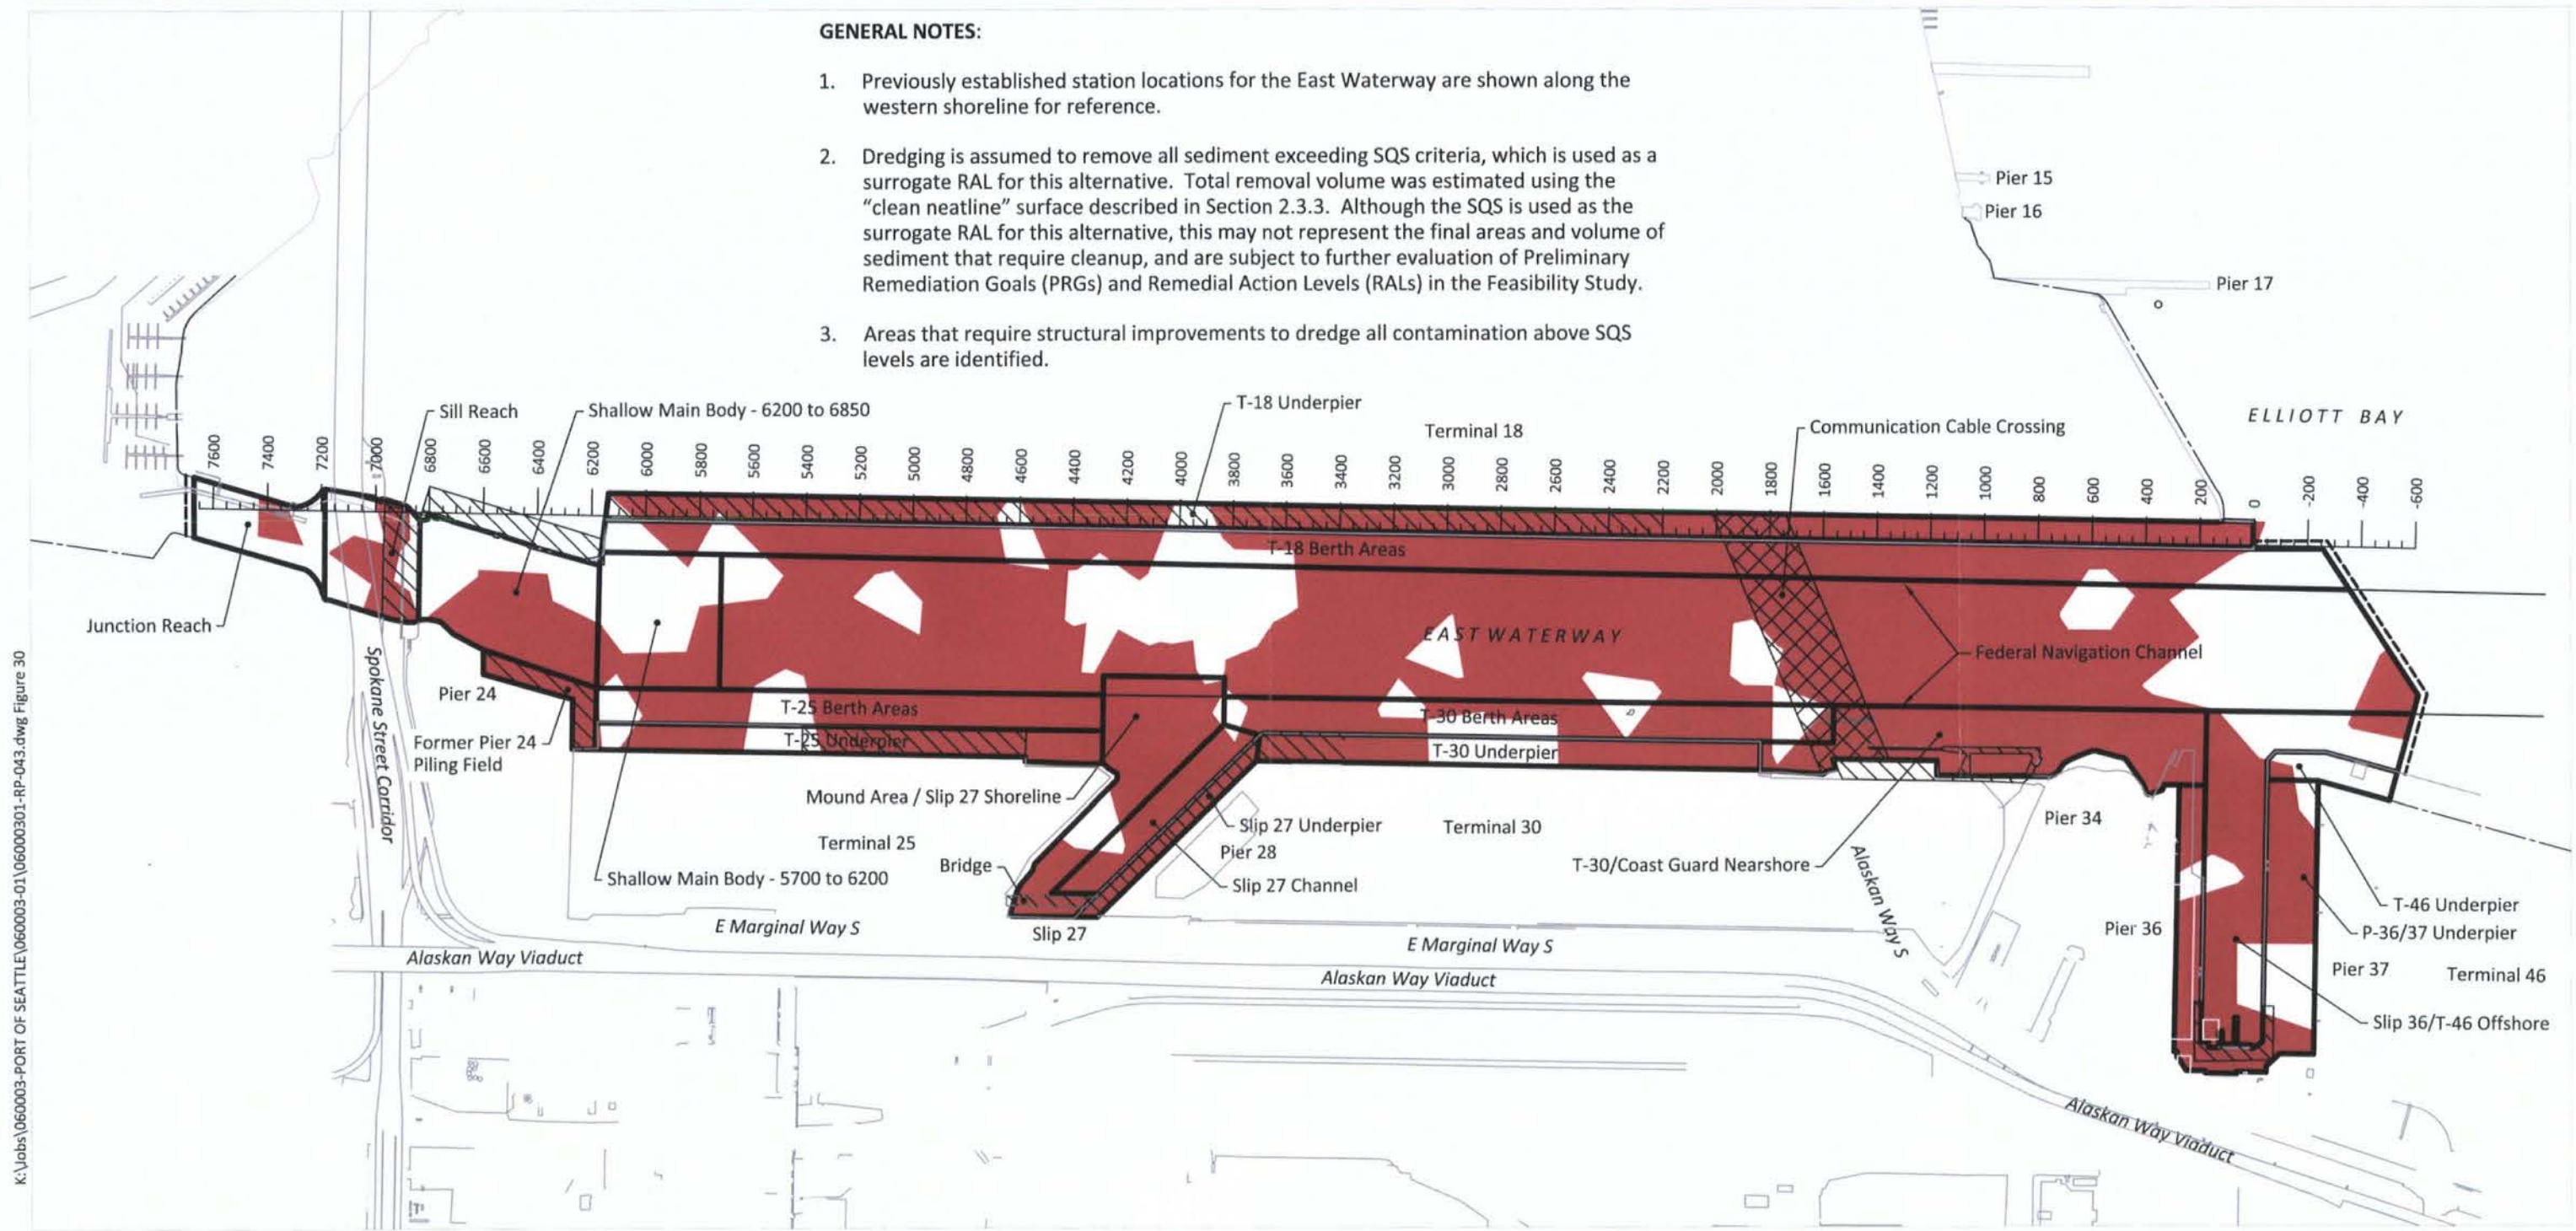 GENERAL NOTES:
1. Previously established station locations for the East Waterway are shown along the
western shoreline for reference.
2. Dredging is assumed to remove all sediment exceeding SQS criteria, which is used as a
surrogate RAL for this alternative. Total removal volume was estimated using the
“clean neatline” surface described in Section 2.3.3. Although the SQS is used as the
surrogate RAL for this alternative, this may not represent the final areas and volume of
sediment that require cleanup, and are subject to further evaluation of Preliminary
Remediation Goals (PRGs) and Remedial Action Levels (RALs) in the Feasibility Study.
3. Areas that require structural improvements to dredge all contamination above SQS
levels are identified.
Pier 15
Pier 16
Pier 17
ELLIOTT BAY
Sill Reach
Shallow Main Body - 6200 to 6850
T-18 Underpier
Terminal 18
Communication Cable Crossing
7600
7400
7200
7000
6800
6600
6400
6200
6000
5800
5600
5400
5200
5000
4800
4600
4400
4200
4000
3800
3600
3400
3200
3000
2800
2600
2400
2200
2000
1800
1600
1400
1200
1000
800
600
400
200
0
-200
-400
-600
T-18 Berth Areas
Junction Reach
EAST WATERWAY
Federal Navigation Channel
Spokane Street Corridor
Pier 24
T-25 Berth Areas
T-30 Berth Areas
Former Pier 24
Piling Field
T-25 Underpier
T-30 Underpier
Mound Area / Slip 27 Shoreline
Terminal 25
Slip 27 Underpier
Pier 28
Terminal 30
Pier 34
Bridge
Shallow Main Body - 5700 to 6200
Slip 27 Channel
T-30/Coast Guard Nearshore
Alaskan Way S
T-46 Underpier
P-36/37 Underpier
Pier 36
Pier 37
Terminal 46
Slip 36/T-46 Offshore
E Marginal Way S
Slip 27
E Marginal Way S
Alaskan Way Viaduct
Alaskan Way Viaduct
Alaskan Way Viaduct
K:\Jobs\060003-PORT OF SEATTLE\060003-01\06000301-RP-043.dwg Figure 30